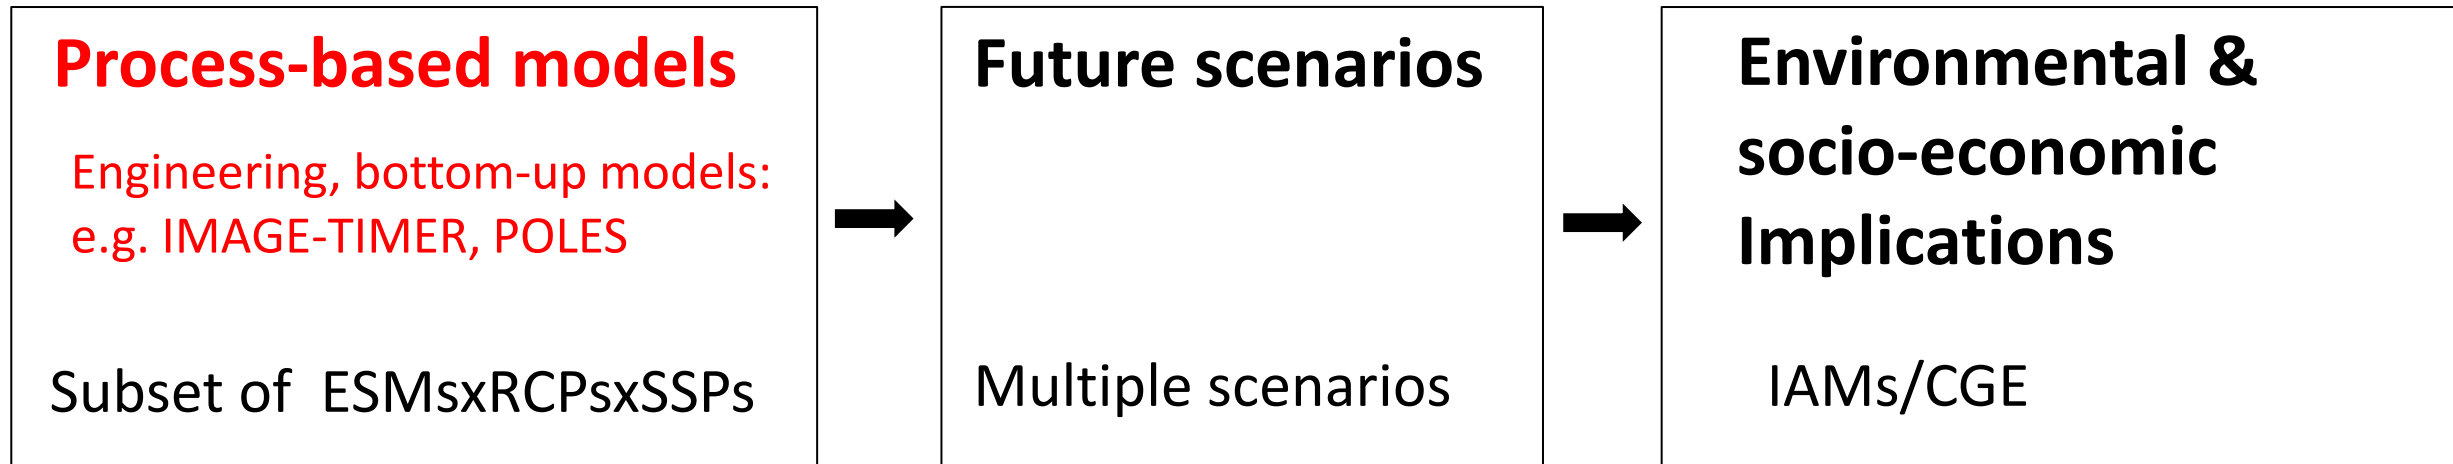 Process-based models
Engineering, bottom-up models:
e.g. IMAGE-TIMER, POLES
Subset of ESMsxRCPsxSSPs
Future scenarios
Multiple scenarios
Environmental &
socio-economic
Implications
IAMs/CGE